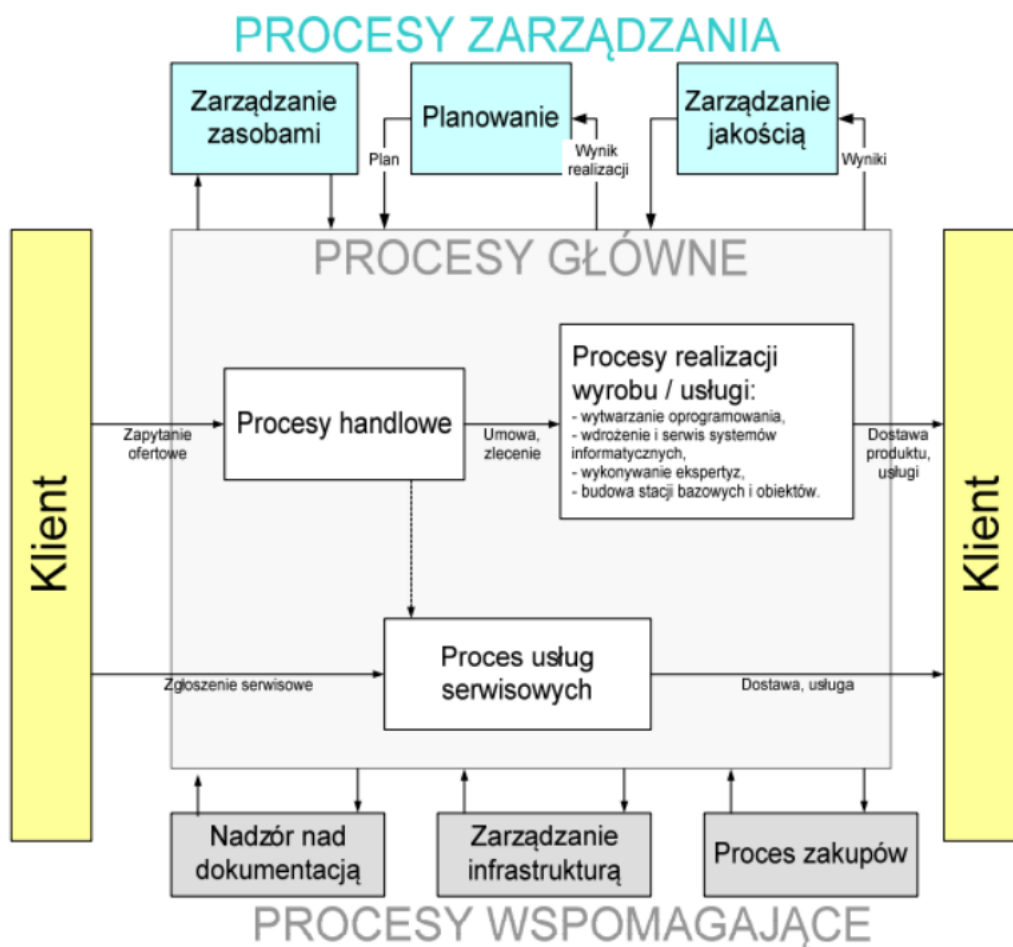 PROCESY ZARZĄDZANIA
Zarządzanie
zasobami
Planowanie
Zarządzanie
jakością
Plan
Wynik
realizacji
Wyniki
PROCESY GŁÓWNE
Klient
Zapytanie
ofertowe
Procesy handlowe
Umowa,
zlecenie
Procesy realizacji
wyrobu / usługi:
- wytwarzanie oprogramowania,
- wdrożenie i serwis systemów
informatycznych,
- wykonywanie ekspertyz,
- budowa stacji bazowych i obiektów.
Dostawa
produktu,
usługi
Klient
Zgłoszenie serwisowe
Proces usług
serwisowych
Dostawa, usługa
Nadzór nad
dokumentacją
Zarządzanie
infrastrukturą
Proces zakupów
PROCESY WSPOMAGAJĄCE